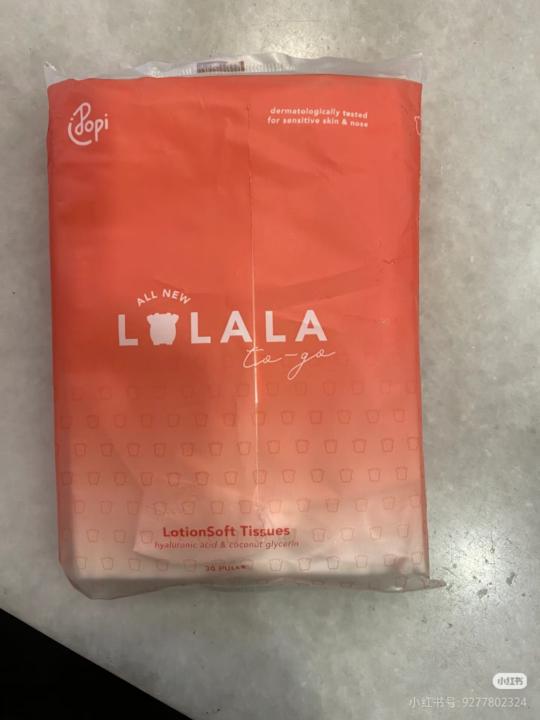 Popi
dermatologically tested
for sensitive skin & nose
ALL NEW
LOLALA
to-go
LotionSoft Tissues
hyaluronic acid & coconut glycerin
小红书
小红书号: 9277802324